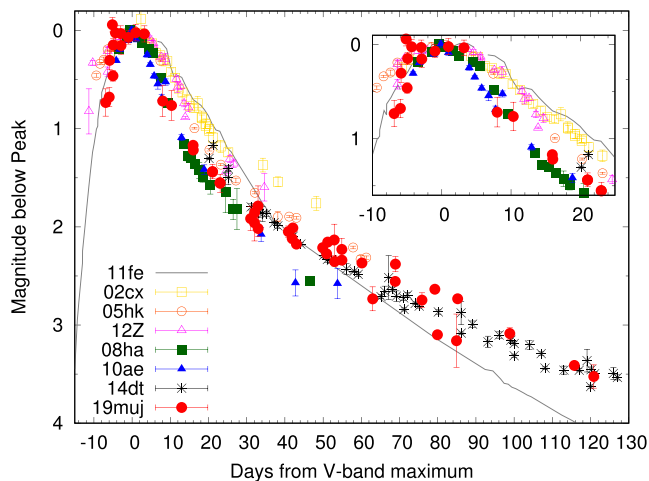 Magnitude below Peak
-0
1
2
3
4
-10 0 10 20 30 40 50 60 70 80 90 100 110 120 130
Days from V-band maximum
11fe
02cx
05hk
12Z
08ha
10ae
14dt
19muj
0
1
-10 0 10 20